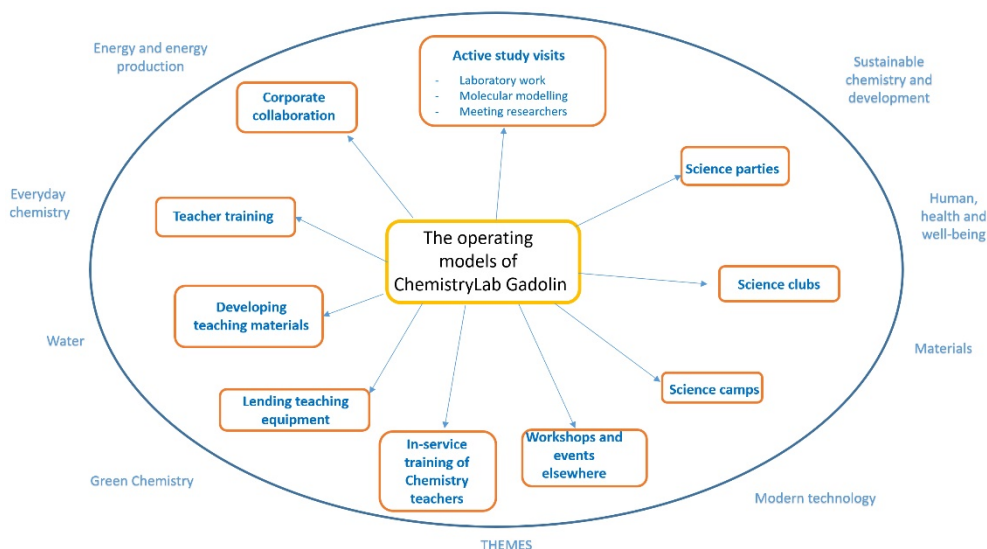 Energy and energy
production
Active study visits
- Laboratory work
- Molecular modelling
- Meeting researchers
Sustainable
chemistry and
development
Corporate
collaboration
Science parties
Everyday
chemistry
Teacher training
Human,
health and
well-being
The operating
models of
ChemistryLab Gadolin
Science clubs
Developing
teaching materials
Water
Materials
Lending teaching
equipment
Science camps
In-service
training of
Chemistry
teachers
Workshops and
events
elsewhere
Green Chemistry
Modern technology
THEMES